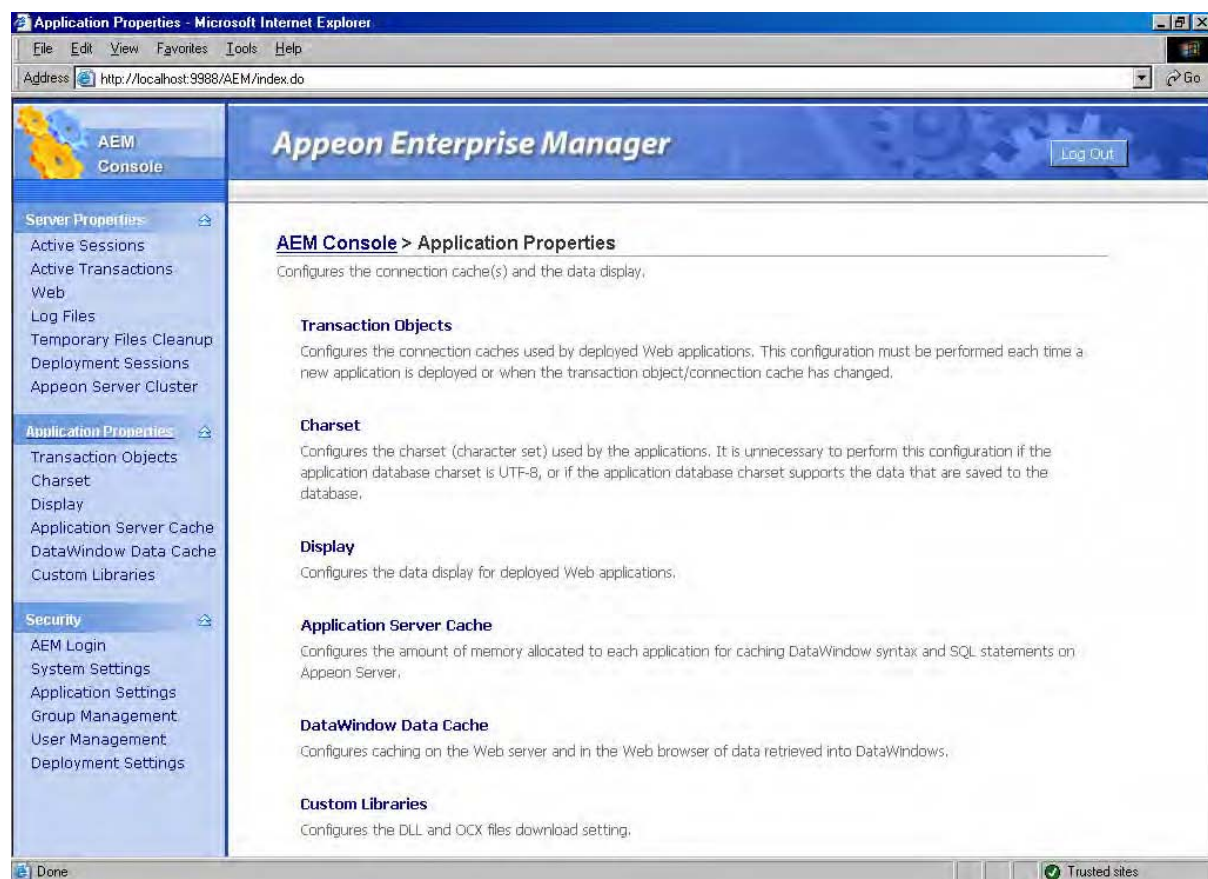 Application Properties - Microsoft Internet Explorer
File Edit View Favorites Tools Help
Address http://localhost:9988/AEM/index.do Go
AEM
Console
Appeon Enterprise Manager
Log Out
Server Properties
Active Sessions
Active Transactions
Web
Log Files
Temporary Files Cleanup
Deployment Sessions
Appeon Server Cluster
Application Properties
Transaction Objects
Charset
Display
Application Server Cache
DataWindow Data Cache
Custom Libraries
Security
AEM Login
System Settings
Application Settings
Group Management
User Management
Deployment Settings
AEM Console > Application Properties
Configures the connection cache(s) and the data display.
Transaction Objects
Configures the connection caches used by deployed Web applications. This configuration must be performed each time a
new application is deployed or when the transaction object/connection cache has changed.
Charset
Configures the charset (character set) used by the applications. It is unnecessary to perform this configuration if the
application database charset is UTF-8, or if the application database charset supports the data that are saved to the
database.
Display
Configures the data display for deployed Web applications.
Application Server Cache
Configures the amount of memory allocated to each application for caching DataWindow syntax and SQL statements on
Appeon Server.
DataWindow Data Cache
Configures caching on the Web server and in the Web browser of data retrieved into DataWindows.
Custom Libraries
Configures the DLL and OCX files download setting.
Done Trusted sites